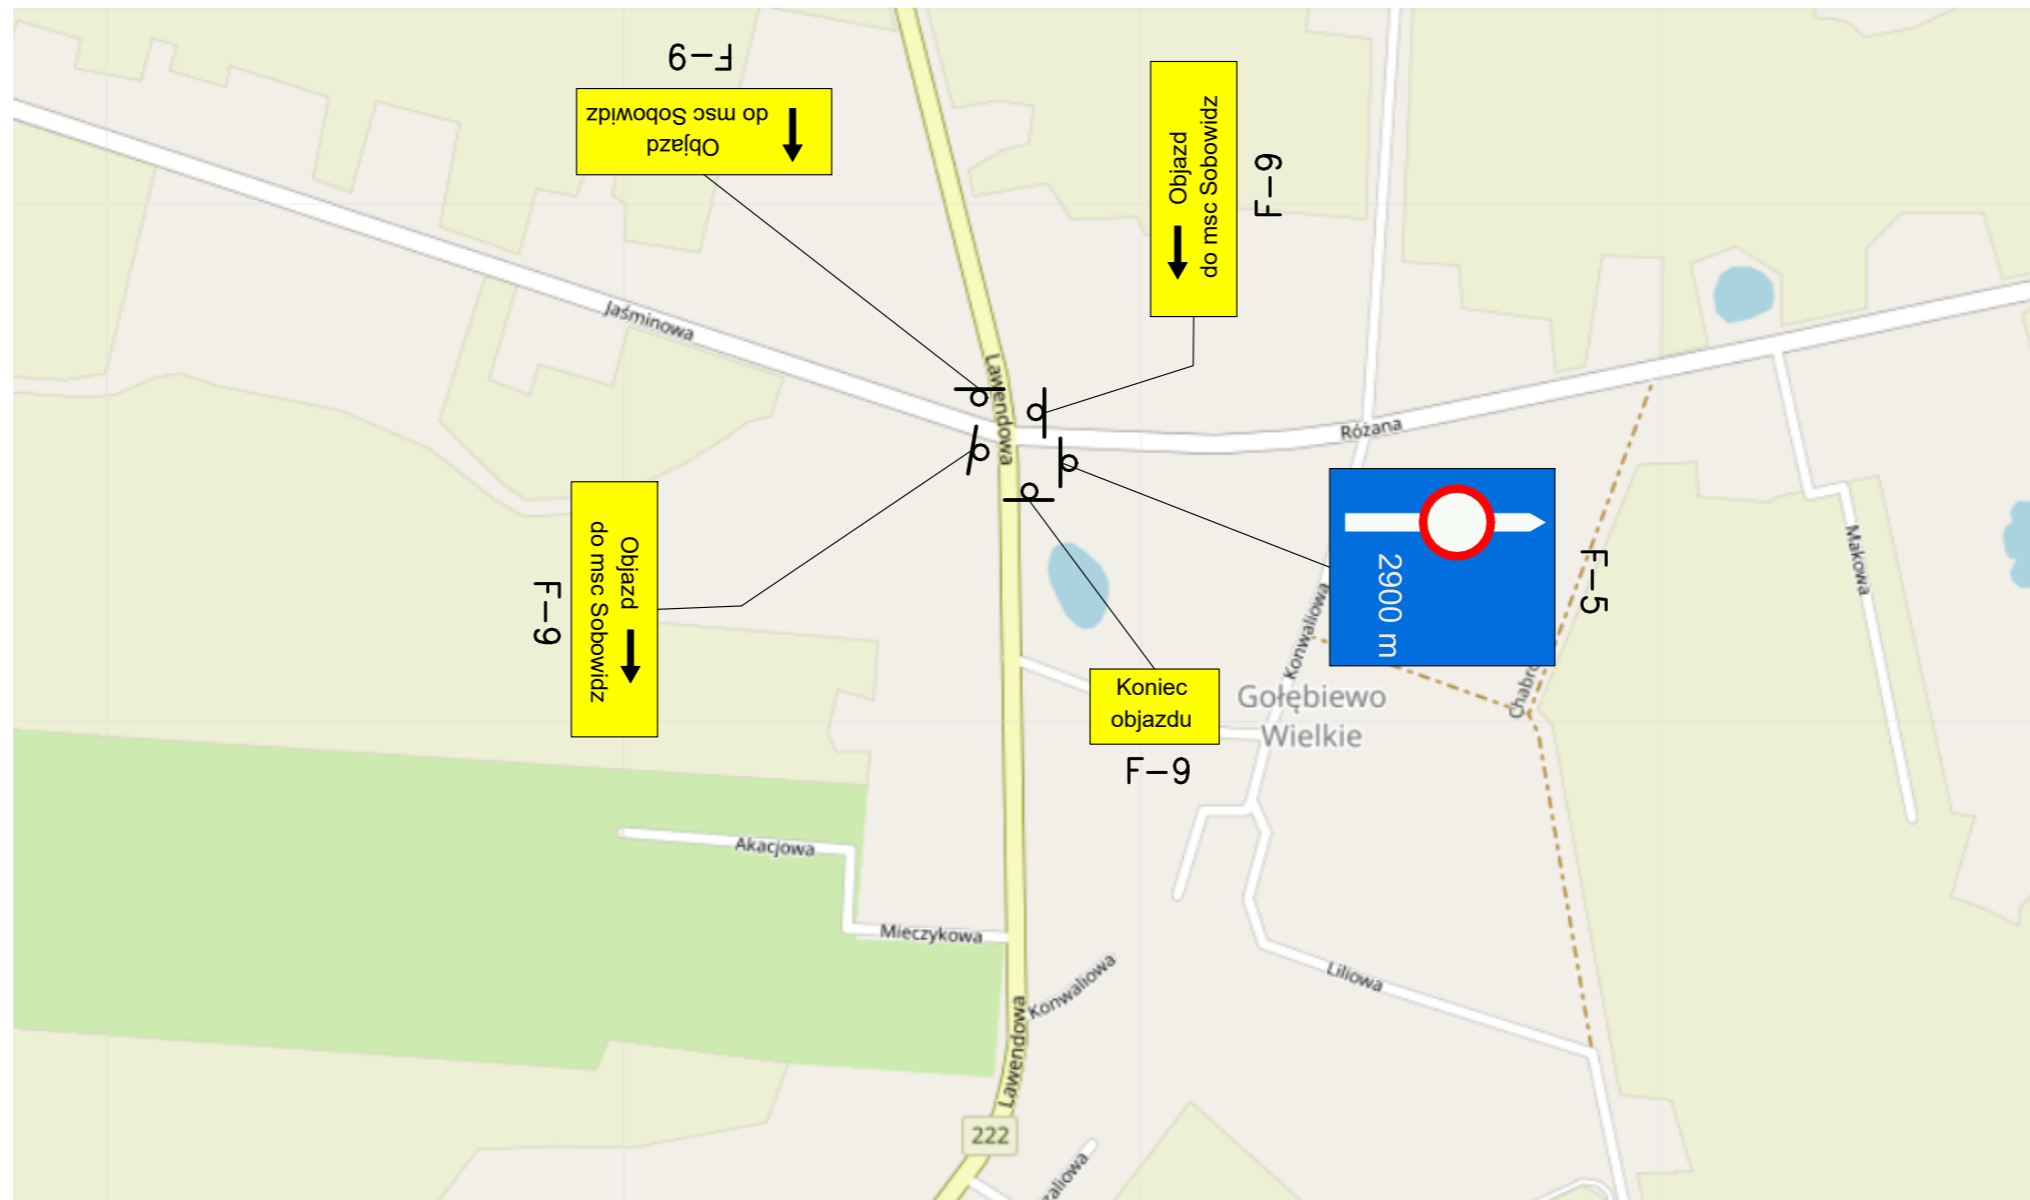 F-9
Objazd
do msc Sobowidz
Objazd
do msc Sobowidz
F-9
Jaśminowa
Lawendowa
Różana
Objazd
do msc Sobowidz
F-9
2900 m
F-5
Makowa
Konwaliowa
Koniec
objazdu
F-9
Gołębiewo
Wielkie
Akacjowa
Mieczykowa
Konwaliowa
Liliowa
Lawendowa
222